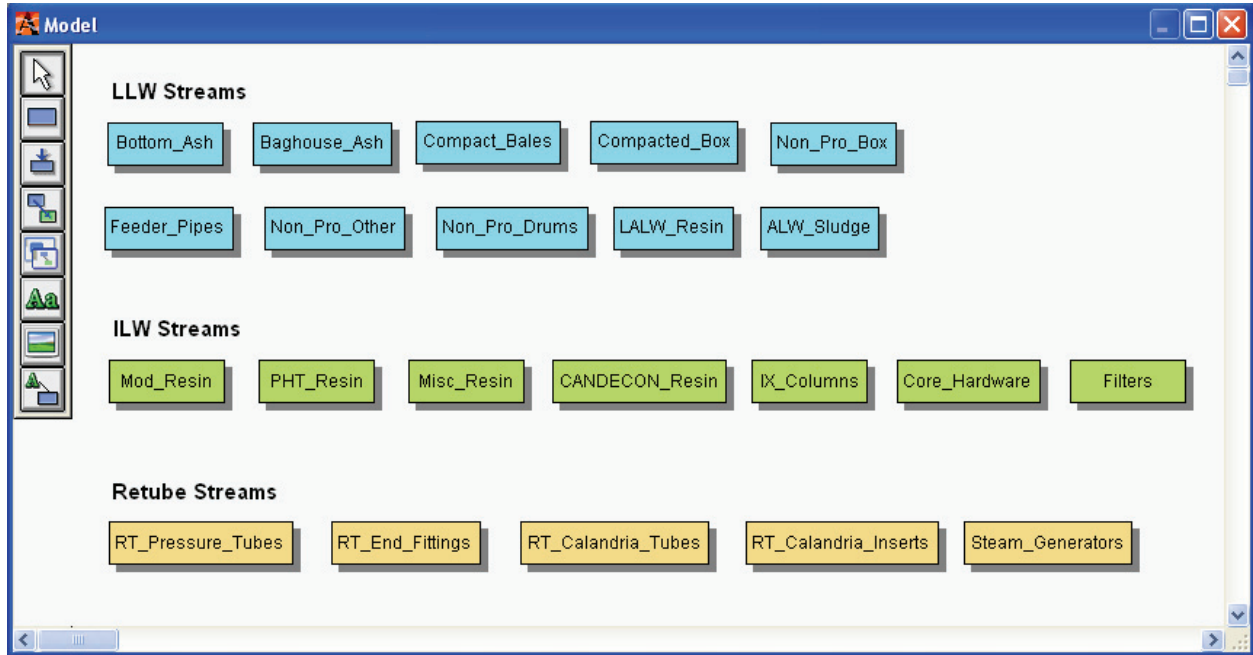 Model
LLW Streams
Bottom_Ash Baghouse_Ash Compact_Bales Compacted_Box Non_Pro_Box
Feeder_Pipes Non_Pro_Other Non_Pro_Drums LALW_Resin ALW_Sludge
Aa
ILW Streams
Mod_Resin PHT_Resin Misc_Resin CANDECON_Resin IX_Columns Core_Hardware Filters
A
Retube Streams
RT_Pressure_Tubes RT_End_Fittings RT_Calandria_Tubes RT_Calandria_Inserts Steam_Generators